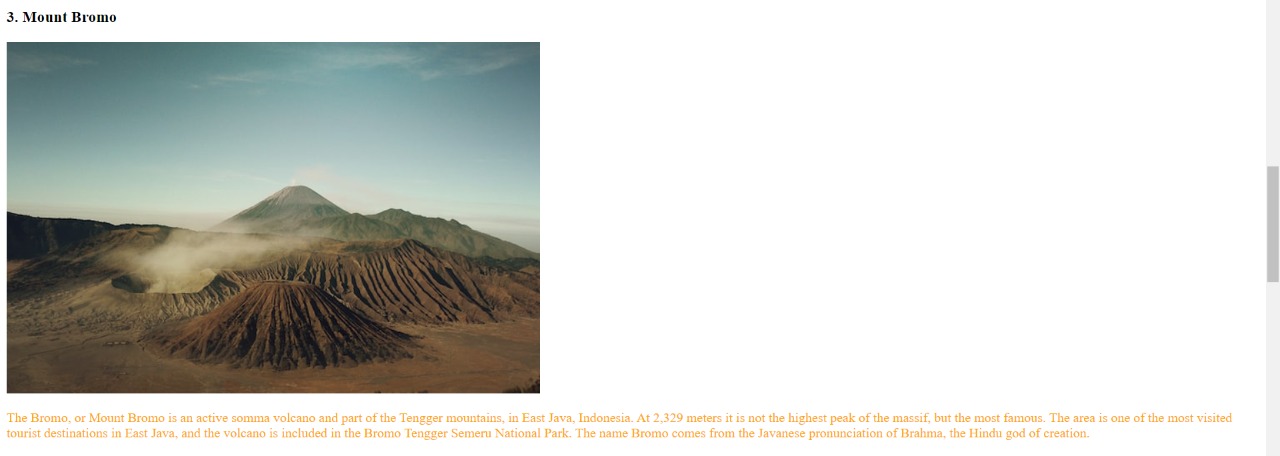 3. Mount Bromo
The Bromo, or Mount Bromo is an active somma volcano and part of the Tengger mountains, in East Java, Indonesia. At 2,329 meters it is not the highest peak of the massif, but the most famous. The area is one of the most visited
tourist destinations in East Java, and the volcano is included in the Bromo Tengger Semeru National Park. The name Bromo comes from the Javanese pronunciation of Brahma, the Hindu god of creation.